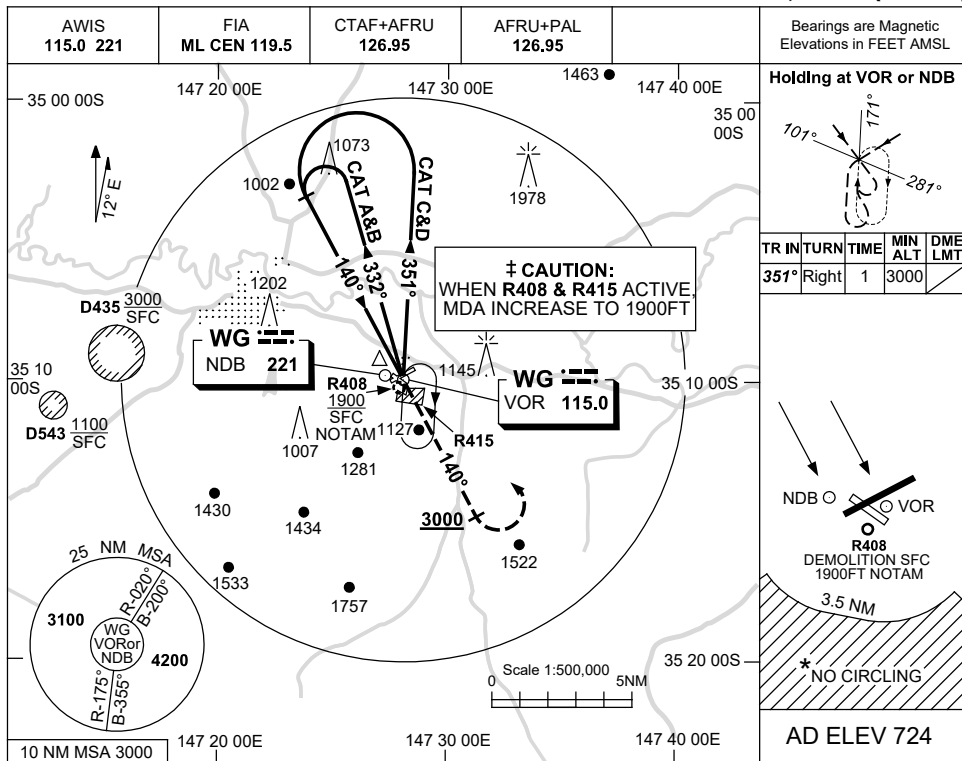 AWIS
115.0 221
FIA
ML CEN 119.5
CTAF+AFRU
126.95
AFRU+PAL
126.95
Bearings are Magnetic
Elevations in FEET AMSL
147 20 00E
147 30 00E
1463
147 40 00E
35 00 00S
35 00
00S
12° E
1073
1002
CAT A&B
CAT C&D
1978
140°
332°
351°
‡ CAUTION:
WHEN R408 & R415 ACTIVE,
MDA INCREASE TO 1900FT
1202
D435 3000
SFC
WG
NDB 221
35 10
00S
D543 1100
SFC
R408
1900
SFC
NOTAM
1145
WG
VOR 115.0
35 10 00S
1127
R415
1007
1281
140°
1430
1434
3000
1522
1533
1757
25 NM MSA
R-020°
B-200°
3100
WG
VORor
NDB
4200
R-175°
B-355°
35 20 00S
Scale 1:500,000
0
5NM
10 NM MSA 3000
147 20 00E
147 30 00E
147 40 00E
Holding at VOR or NDB
171°
101°
281°
TR IN TURN TIME MIN ALT DME LMT
351° Right 1 3000
NDB
VOR
R408
DEMOLITION SFC
1900FT NOTAM
3.5 NM
*NO CIRCLING
AD ELEV 724